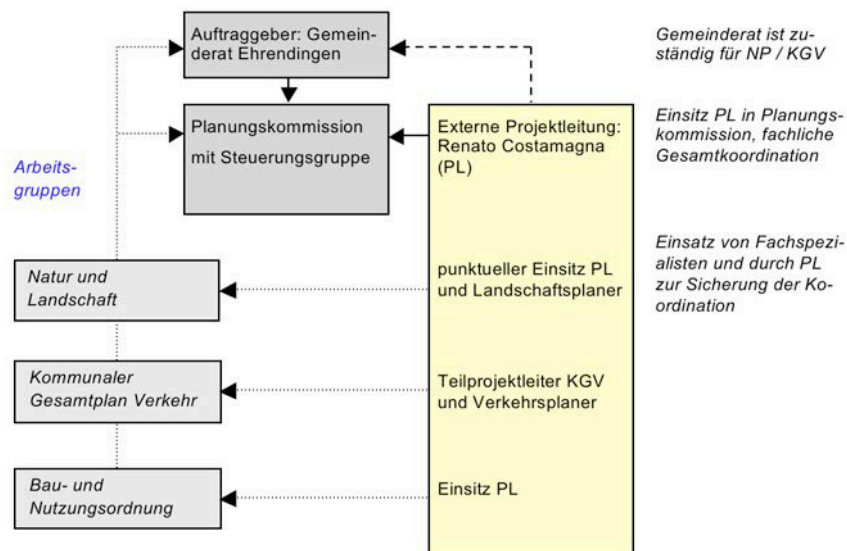 Auftraggeber: Gemein-
derat Ehrendingen
Gemeinderat ist zu-
ständig für NP / KGV
Planungskommission
mit Steuerungsgruppe
Externe Projektleitung:
Renato Costamagna
(PL)
Einsitz PL in Planungs-
kommission, fachliche
Gesamtkoordination
Arbeits-
gruppen
Natur und
Landschaft
punktueller Einsitz PL
und Landschaftsplaner
Einsatz von Fachspezi-
alisten und durch PL
zur Sicherung der Ko-
ordination
Kommunaler
Gesamtplan Verkehr
Teilprojektleiter KGV
und Verkehrsplaner
Bau- und
Nutzungsordnung
Einsitz PL